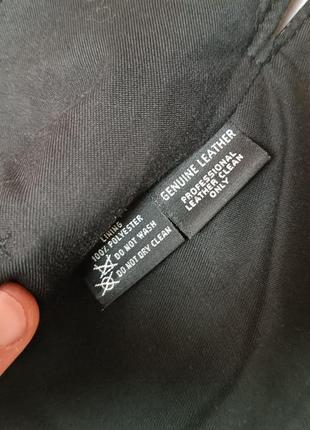 GENUINE LEATHER
PROFESSIONAL
LEATHER CLEAN
ONLY
LINING
100% POLYESTER
DO NOT WASH
DO NOT DRY CLEAN